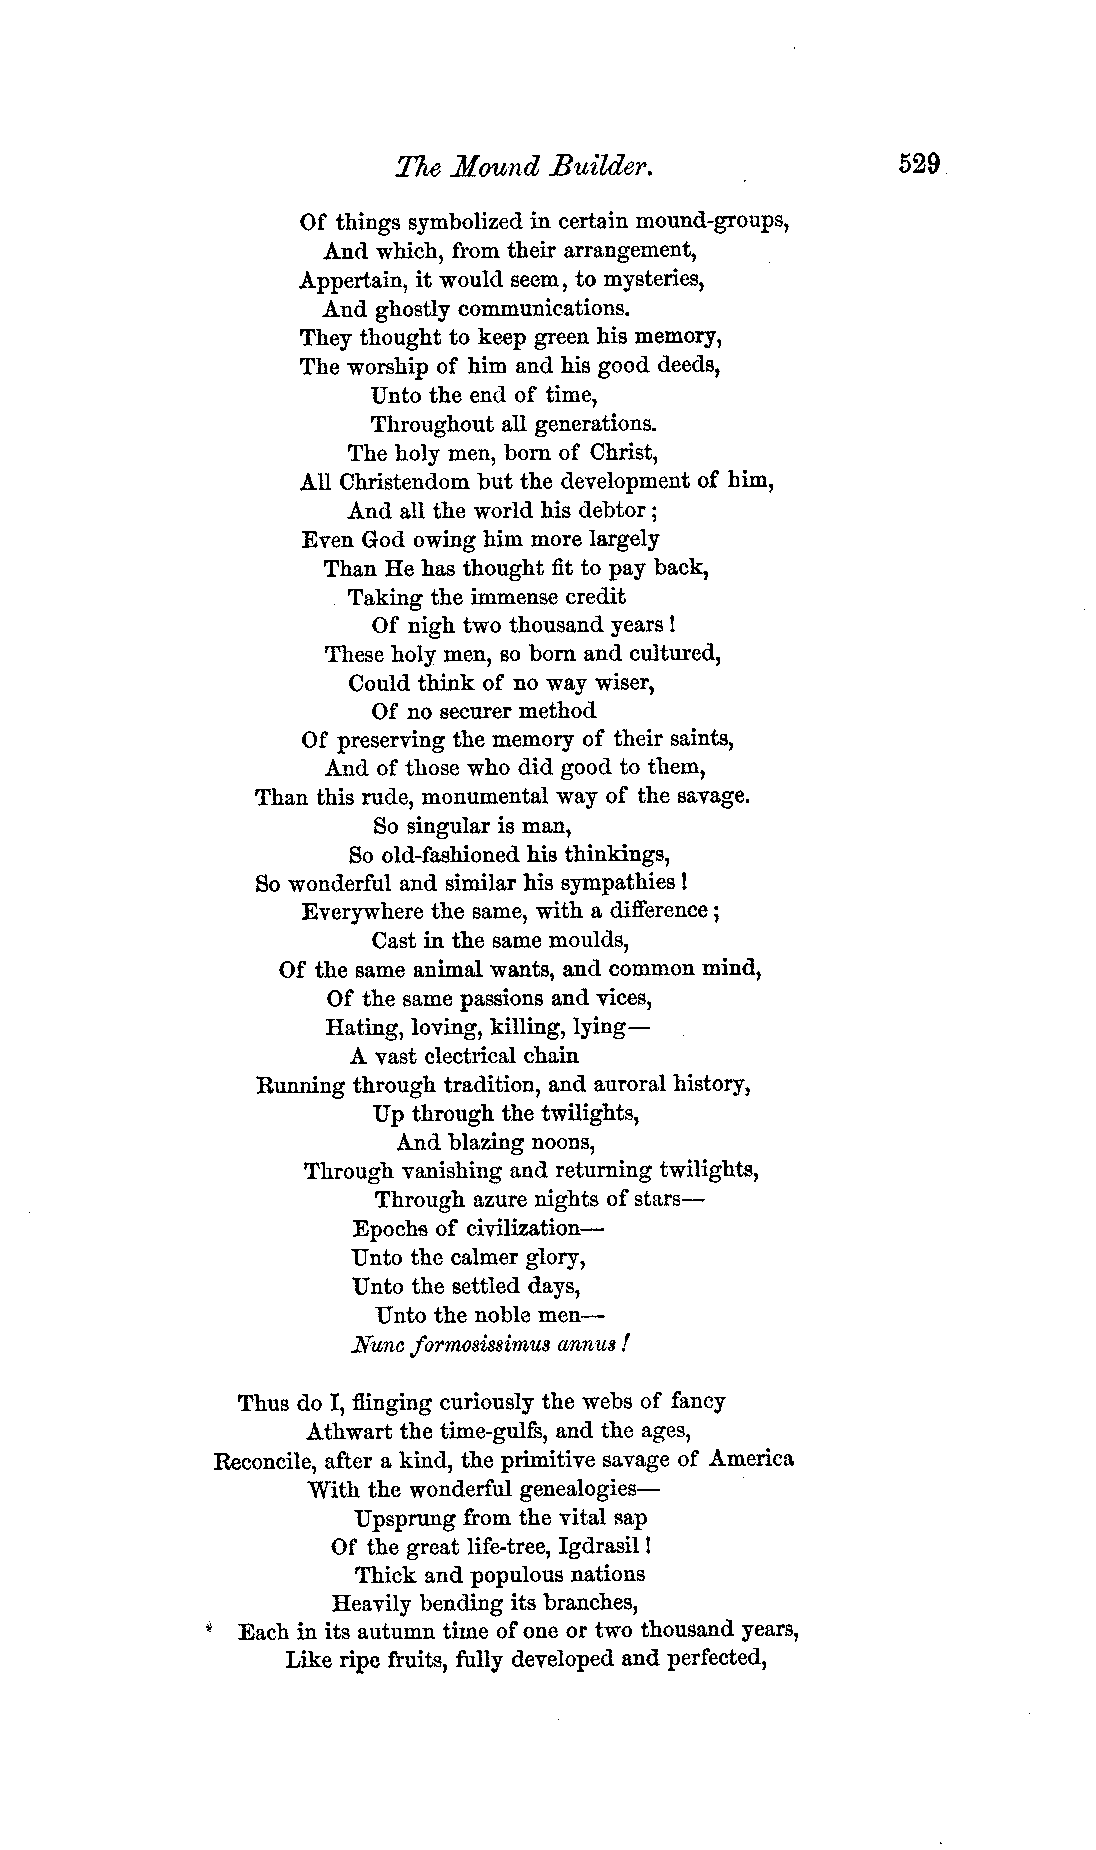 The Mound Builder. 529
Of things symbolized in certain mound-groups,
And which, from their arrangement,
Appertain, it would seem, to mysteries,
And ghostly communications.
They thought to keep green his memory,
The worship of him and his good deeds,
Unto the end of time,
Throughout all generations.
The holy men, born of Christ,
All Christendom but the development of him,
And all the world his debtor;
Even God owing him more largely
Than He has thought fit to pay back,
Taking the immense credit
Of nigh two thousand years!
These holy men, so born and cultured,
Could think of no way wiser,
Of no securer method
Of preserving the memory of their saints,
And of those who did good to them,
Than this rude, monumental way of the savage.
So singular is man,
So old-fashioned his thinkings,
So wonderful and similar his sympathies!
Everywhere the same, with a difference;
Cast in the same moulds,
Of the same animal wants, and common mind,
Of the same passions and vices,
Hating, loving, killing, lying—
A vast electrical chain
Running through tradition, and auroral history,
Up through the twilights,
And blazing noons,
Through vanishing and returning twilights,
Through azure nights of stars—
Epochs of civilization—
Unto the calmer glory,
Unto the settled days,
Unto the noble men—
Nunc formosissimus annus!
Thus do I, flinging curiously the webs of fancy
Athwart the time-gulfs, and the ages,
Reconcile, after a kind, the primitive savage of America
With the wonderful genealogies—
Upsprung from the vital sap
Of the great life-tree, Igdrasil!
Thick and populous nations
Heavily bending its branches,
Each in its autumn time of one or two thousand years,
Like ripe fruits, fully developed and perfected,